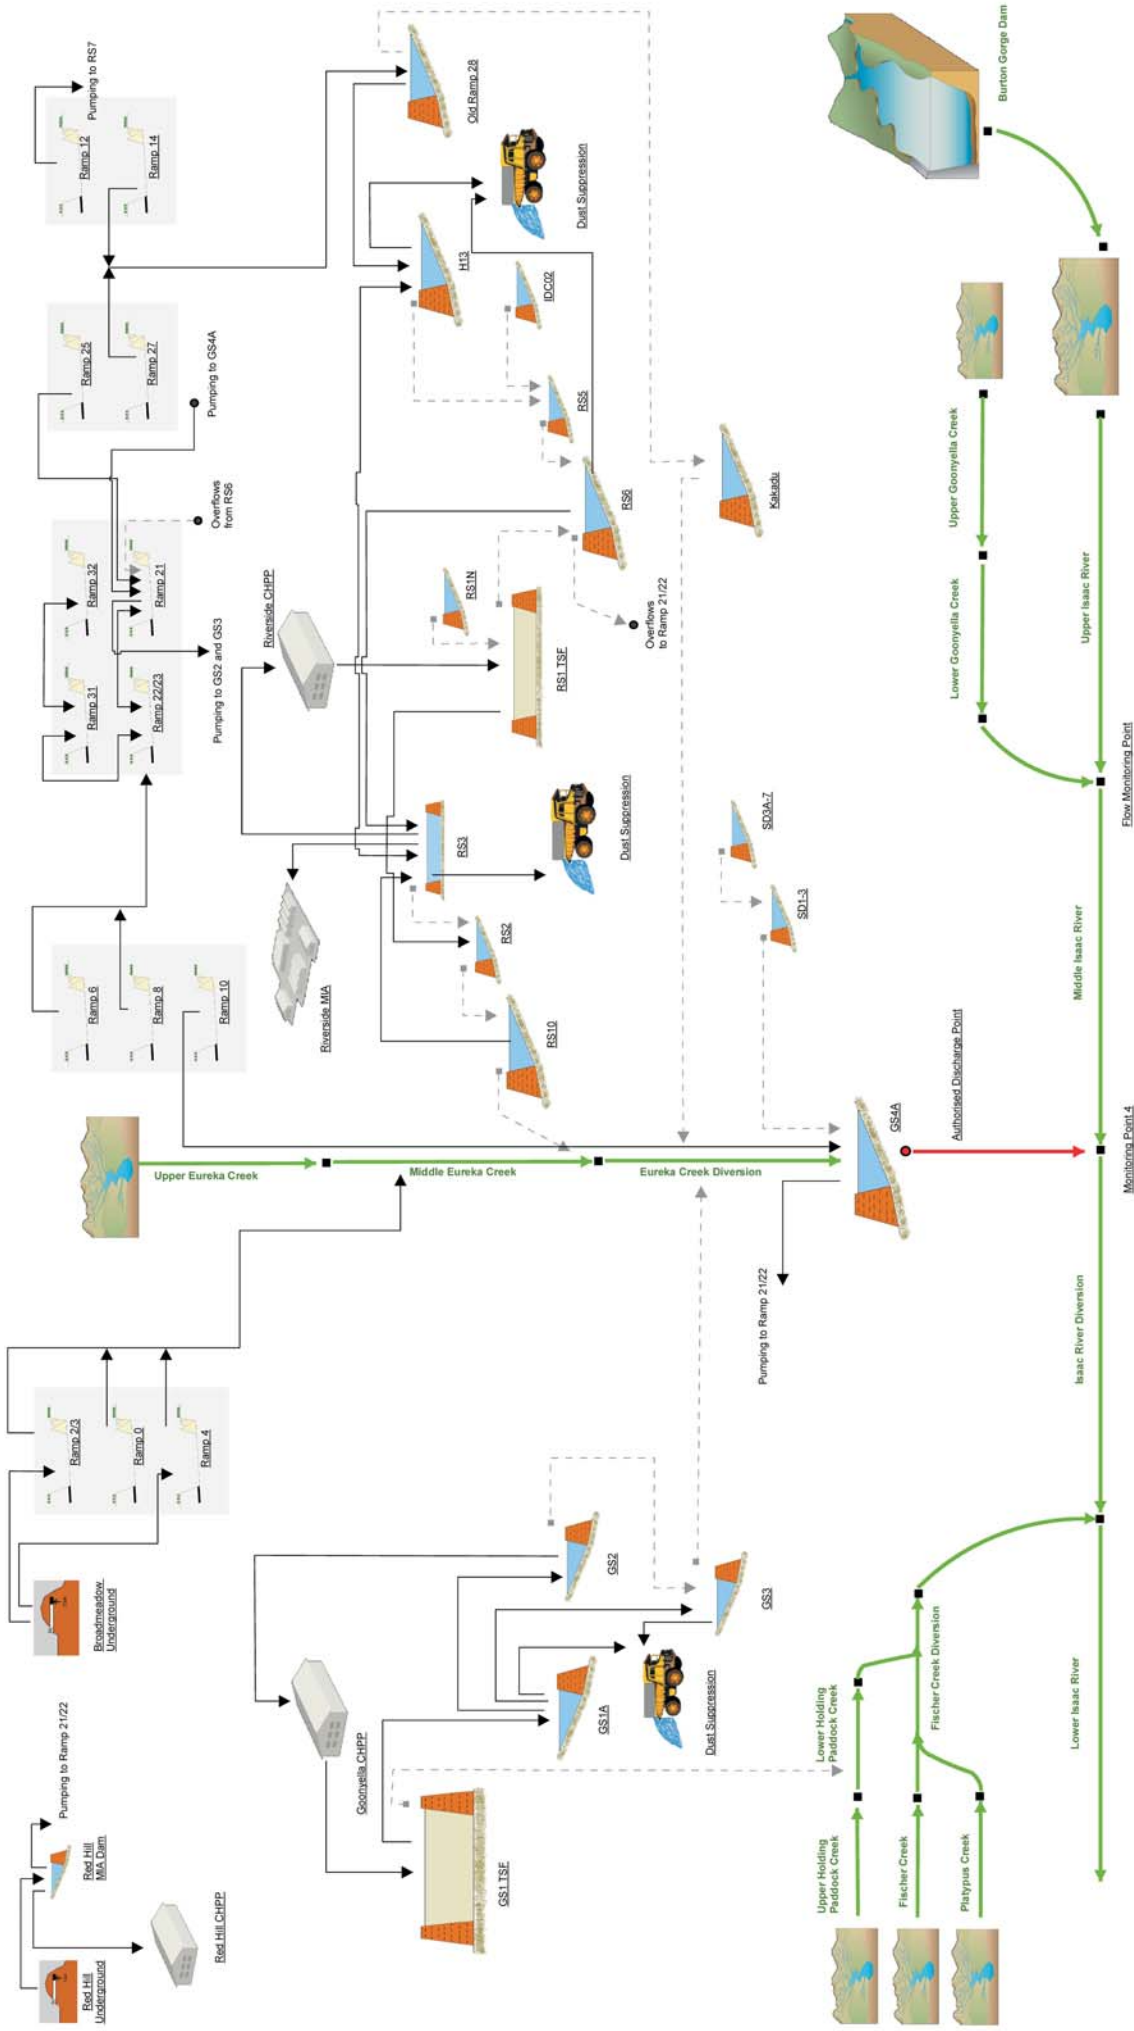 Red Hill
Underground
Red Hill
MIA Dam
Pumping to Ramp 21/22
Red Hill CHPP
Broadmeadow
Underground
Ramp 2/3
Ramp 0
Ramp 4
Upper Eureka Creek
Middle Eureka Creek
Eureka Creek Diversion
Ramp 6
Ramp 8
Ramp 10
Ramp 31
Ramp 32
Ramp 22/23
Ramp 21
Pumping to GS2 and GS3
Overflows
from RS6
Ramp 25
Ramp 27
Pumping to GS4A
Ramp 12
Ramp 14
Pumping to RS7
Goonyella CHPP
GS1 TSF
GS1A
GS2
GS3
Dust Suppression
Riverside MIA
Riverside CHPP
RS3
RS2
RS10
Dust Suppression
RS1N
RS1 TSF
RS6
RS5
IDC02
H13
Old Ramp 28
Dust Suppression
Overflows
to Ramp 21/22
Kakadu
SD3A-7
SD1-3
Pumping to Ramp 21/22
GS4A
Authorised Discharge Point
Upper Holding
Paddock Creek
Lower Holding
Paddock Creek
Fischer Creek
Fischer Creek Diversion
Platypus Creek
Lower Isaac River
Isaac River Diversion
Middle Isaac River
Lower Goonyella Creek
Upper Goonyella Creek
Upper Isaac River
Burton Gorge Dam
Monitoring Point 4
Flow Monitoring Point